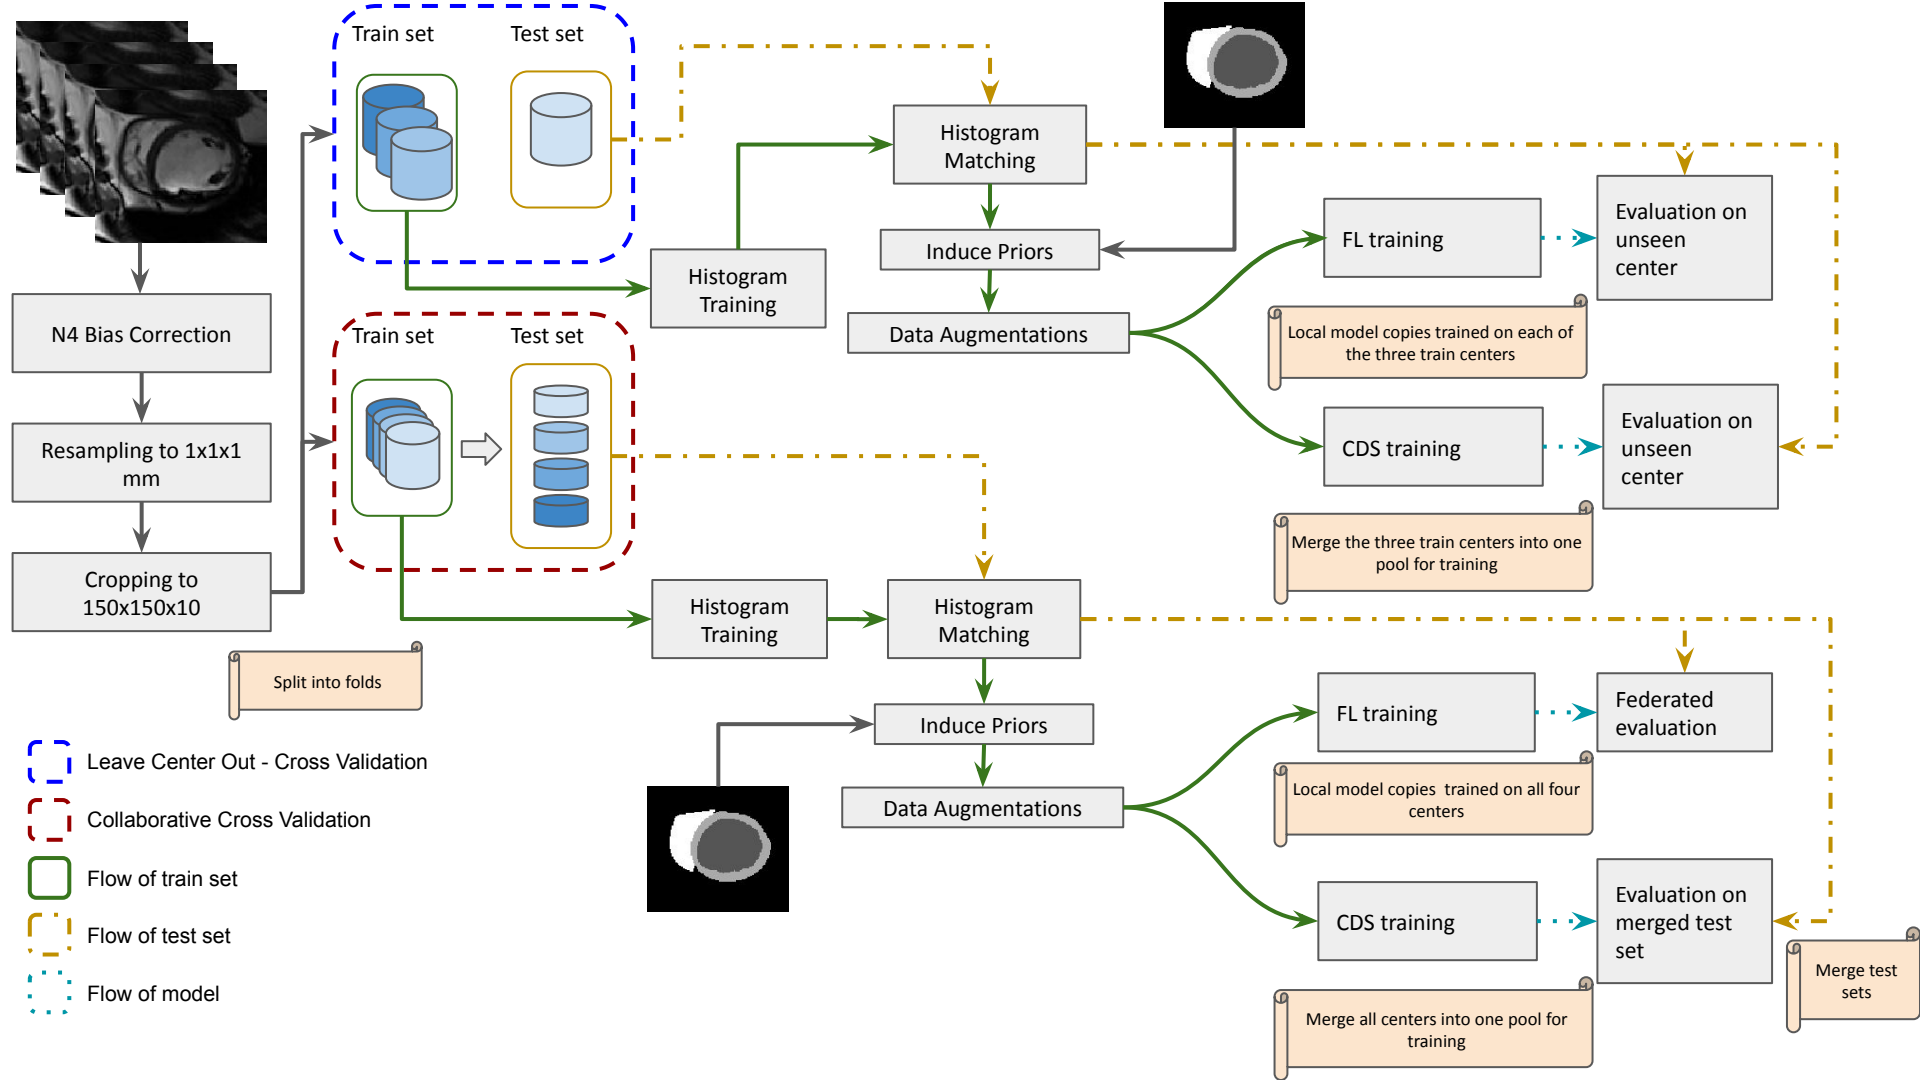 Train set
Test set
Histogram
Matching
Histogram
Training
Induce Priors
Data Augmentations
FL training
Evaluation on
unseen
center
Local model copies trained on each of
the three train centers
CDS training
Evaluation on
unseen
center
Merge the three train centers into one
pool for training
N4 Bias Correction
Resampling to 1x1x1
mm
Cropping to
150x150x10
Split into folds
Train set
Test set
Histogram
Training
Histogram
Matching
Induce Priors
Data Augmentations
FL training
Federated
evaluation
Local model copies  trained on all four
centers
CDS training
Evaluation on
merged test
set
Merge test
sets
Merge all centers into one pool for
training
Leave Center Out - Cross Validation
Collaborative Cross Validation
Flow of train set
Flow of test set
Flow of model